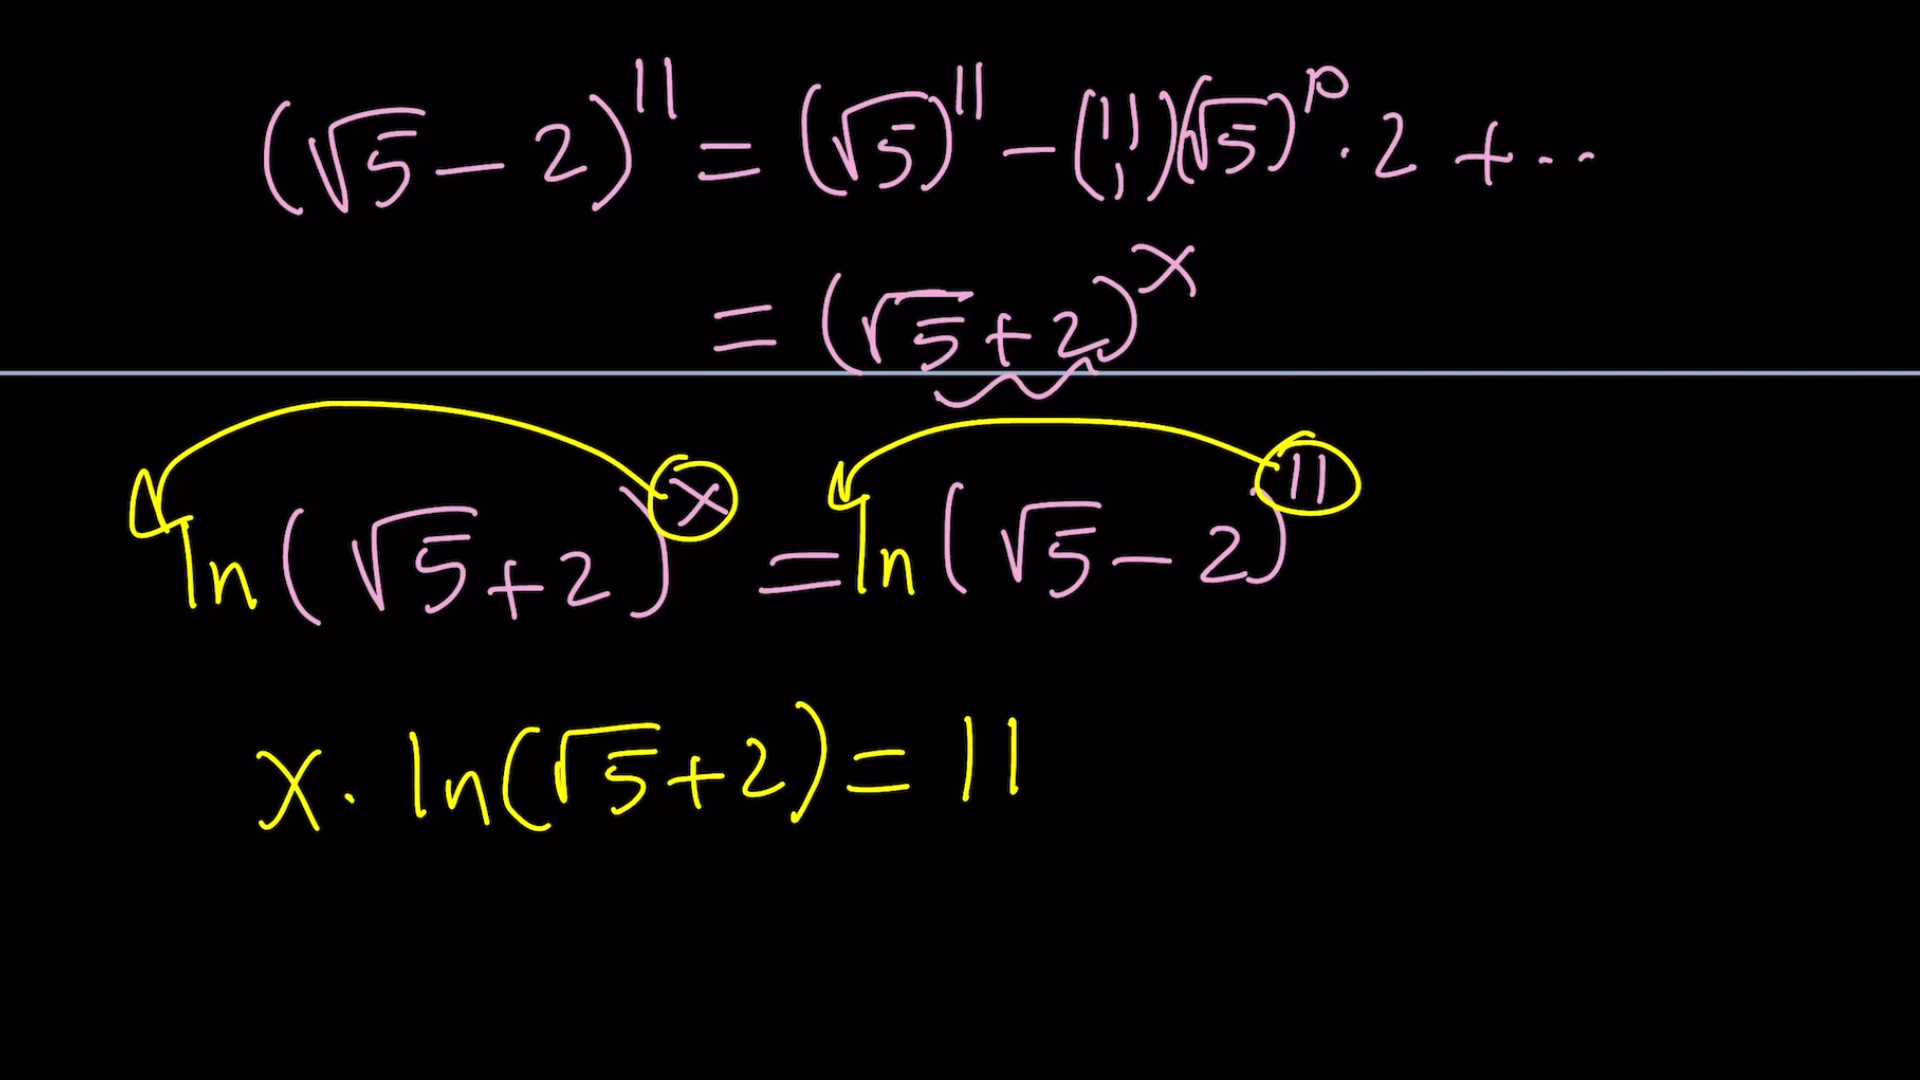 (√5 – 2)¹¹ = (√5)¹¹ – (11 1)(√5)¹⁰ · 2 + ...
= (√5 + 2)ˣ
ln(√5 + 2)ˣ = ln(√5 – 2)¹¹
x · ln(√5 + 2) = 11